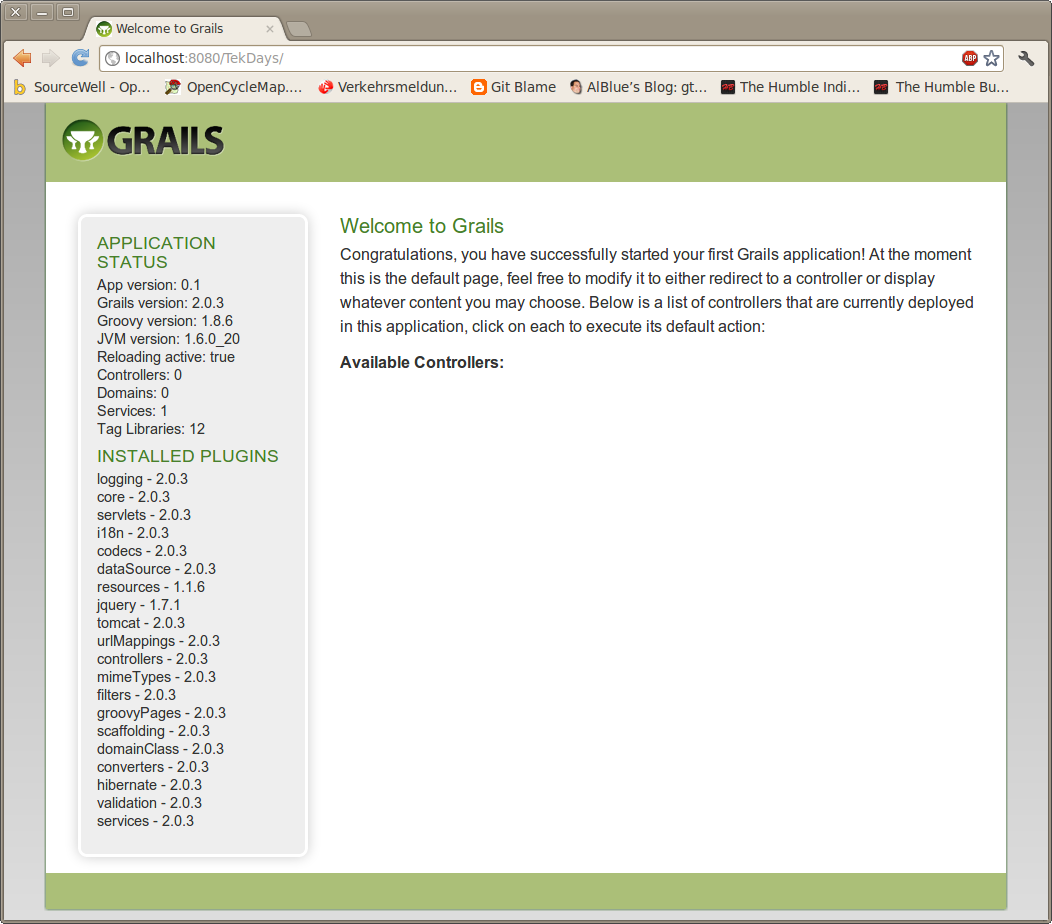 Welcome to Grails
localhost:8080/TekDays/
ABP
SourceWell - Op... OpenCycleMap.... Verkehrsmeldun... Git Blame AlBlue's Blog: gt... The Humble Indi... The Humble Bu...
GRAILS
APPLICATION
STATUS
App version: 0.1
Grails version: 2.0.3
Groovy version: 1.8.6
JVM version: 1.6.0_20
Reloading active: true
Controllers: 0
Domains: 0
Services: 1
Tag Libraries: 12
INSTALLED PLUGINS
logging - 2.0.3
core - 2.0.3
servlets - 2.0.3
i18n - 2.0.3
codecs - 2.0.3
dataSource - 2.0.3
resources - 1.1.6
jquery - 1.7.1
tomcat - 2.0.3
urlMappings - 2.0.3
controllers - 2.0.3
mimeTypes - 2.0.3
filters - 2.0.3
groovyPages - 2.0.3
scaffolding - 2.0.3
domainClass - 2.0.3
converters - 2.0.3
hibernate - 2.0.3
validation - 2.0.3
services - 2.0.3
Welcome to Grails
Congratulations, you have successfully started your first Grails application! At the moment
this is the default page, feel free to modify it to either redirect to a controller or display
whatever content you may choose. Below is a list of controllers that are currently deployed
in this application, click on each to execute its default action:
Available Controllers: